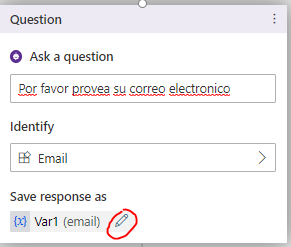 Question
Ask a question
Por favor provea su correo electronico
Identify
Email
Save response as
{x} Var1 (email)